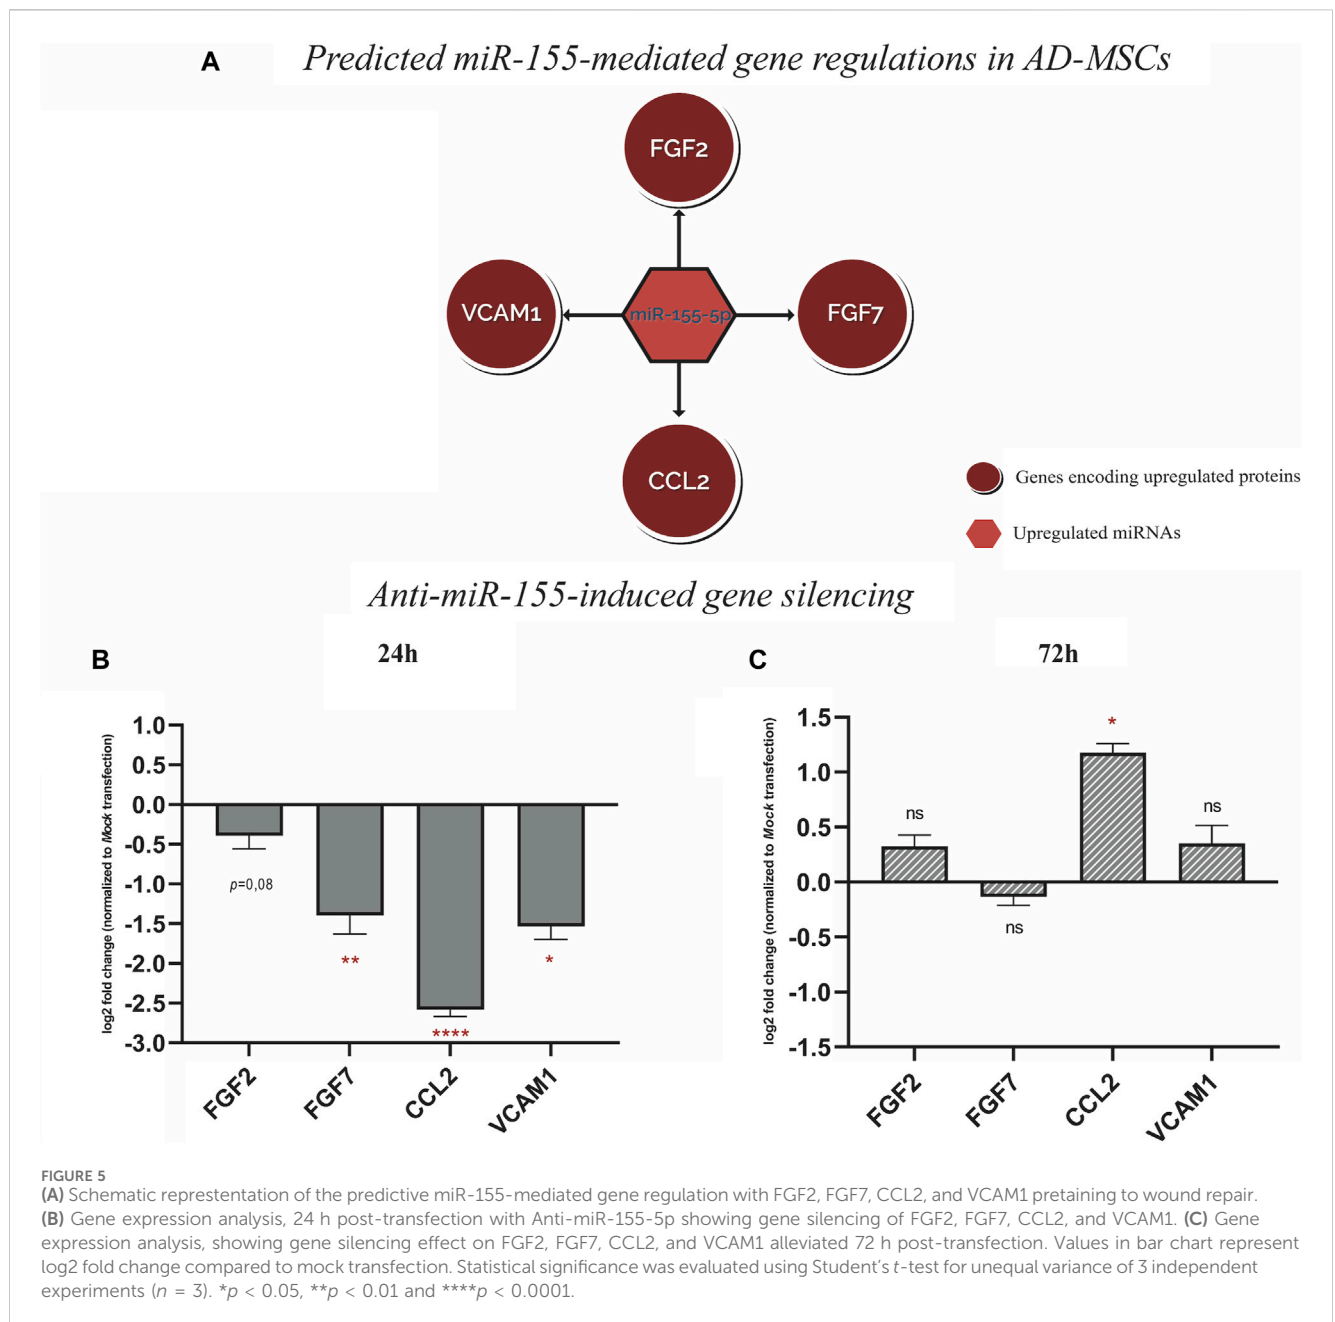 A
Predicted miR-155-mediated gene regulations in AD-MSCs
FGF2
VCAM1
miR-155-5p
FGF7
CCL2
Genes encoding upregulated proteins
Upregulated miRNAs
Anti-miR-155-induced gene silencing
B
24h
log2 fold change (normalized to Mock transfection)
1.0
0.5
0.0
-0.5
-1.0
-1.5
-2.0
-2.5
-3.0
p=0,08
**
****
*
FGF2
FGF7
CCL2
VCAM1
C
72h
log2 fold change (normalized to Mock transfection)
1.5
1.0
0.5
0.0
-0.5
-1.0
-1.5
ns
ns
*
ns
FGF2
FGF7
CCL2
VCAM1
FIGURE 5
(A) Schematic represtentation of the predictive miR-155-mediated gene regulation with FGF2, FGF7, CCL2, and VCAM1 pretaining to wound repair.
(B) Gene expression analysis, 24 h post-transfection with Anti-miR-155-5p showing gene silencing of FGF2, FGF7, CCL2, and VCAM1. (C) Gene
expression analysis, showing gene silencing effect on FGF2, FGF7, CCL2, and VCAM1 alleviated 72 h post-transfection. Values in bar chart represent
log2 fold change compared to mock transfection. Statistical significance was evaluated using Student's t-test for unequal variance of 3 independent
experiments (n = 3). *p < 0.05, **p < 0.01 and ****p < 0.0001.